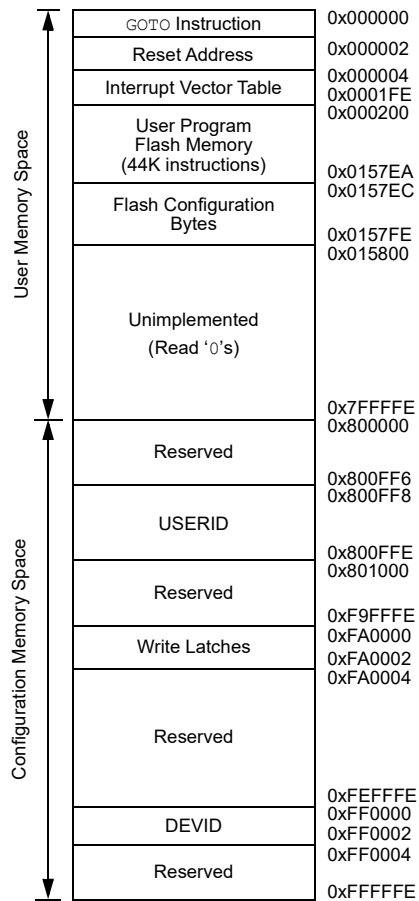 GOTO Instruction
0x000000
Reset Address
0x000002
Interrupt Vector Table
0x000004
0x0001FE
User Program
Flash Memory
(44K instructions)
0x000200
0x0157EA
Flash Configuration
Bytes
0x0157EC
0x0157FE
Unimplemented
(Read ‘0’s)
0x015800
0x7FFFFE
User Memory Space
Reserved
0x800000
0x800FF6
USERID
0x800FF8
0x800FFE
Reserved
0x801000
0xF9FFFE
Write Latches
0xFA0000
0xFA0002
Reserved
0xFA0004
0xFEFFFE
DEVID
0xFF0000
0xFF0002
Reserved
0xFF0004
0xFFFFFE
Configuration Memory Space